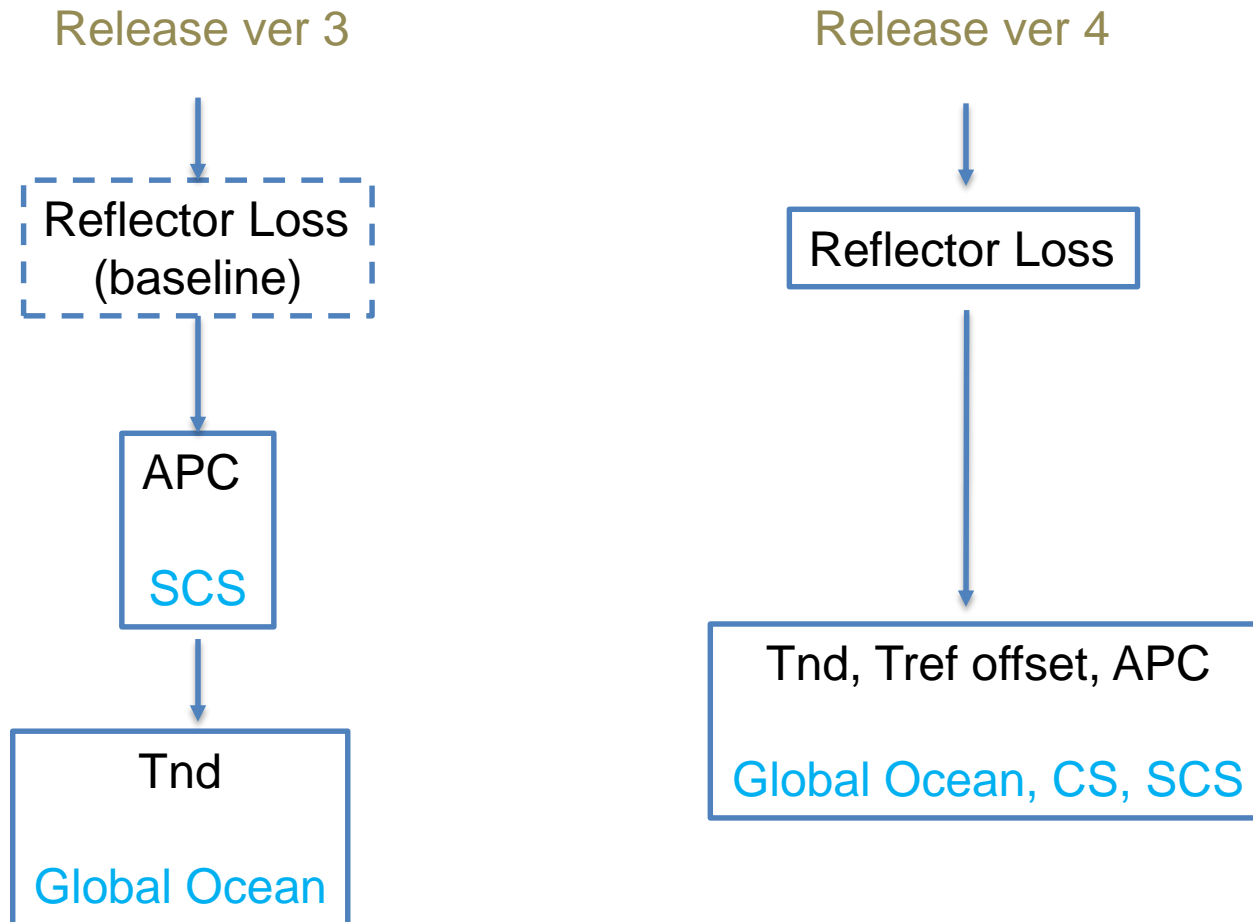 Release ver 3
Reflector Loss
(baseline)
APC
SCS
Tnd
Global Ocean
Release ver 4
Reflector Loss
Tnd, Tref offset, APC
Global Ocean, CS, SCS